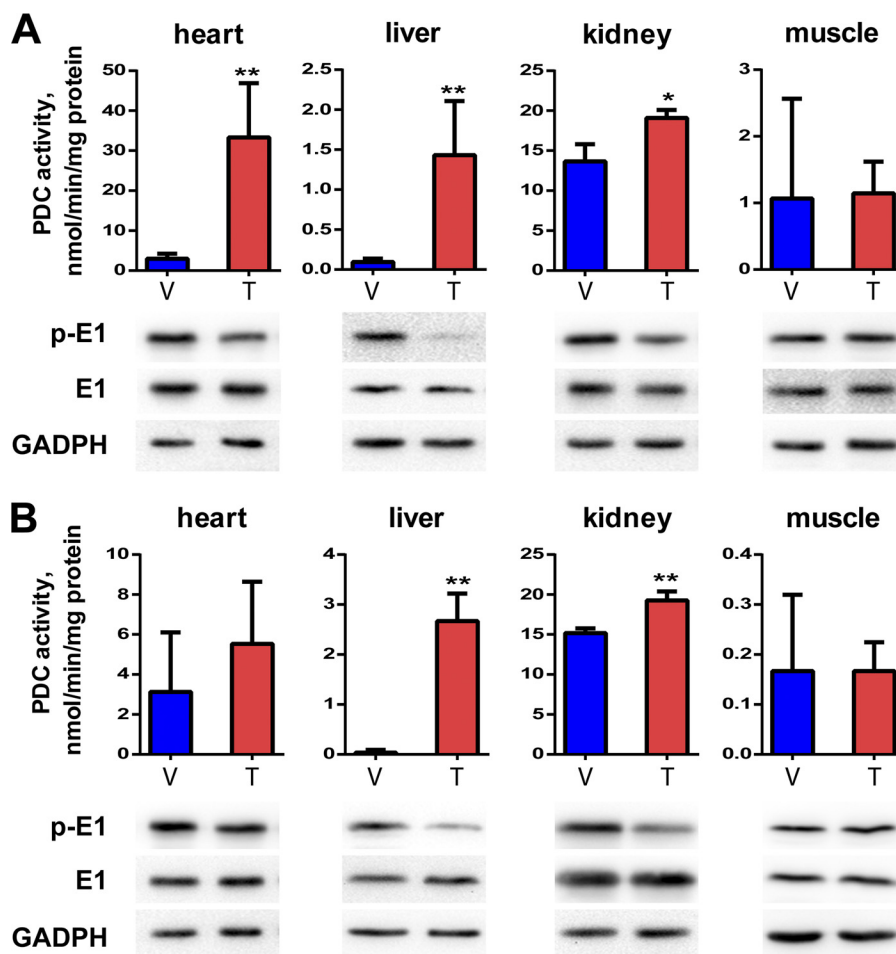 A
heart
liver
kidney
muscle
PDC activity,
nmol/min/mg protein
50
40
30
20
10
0
**
V
T
2.5
2.0
1.5
1.0
0.5
0.0
**
V
T
25
20
15
10
5
0
*
V
T
3
2
1
0
V
T
p-E1
E1
GADPH
B
heart
liver
kidney
muscle
PDC activity,
nmol/min/mg protein
10
8
6
4
2
0
V
T
4
3
2
1
0
**
V
T
25
20
15
10
5
0
**
V
T
0.4
0.3
0.2
0.1
0.0
V
T
p-E1
E1
GADPH